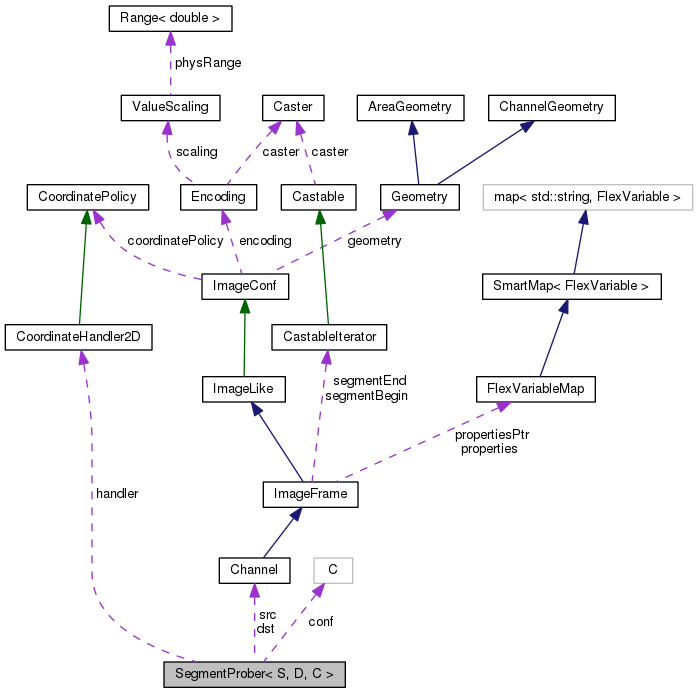 Range< double >
physRange
ValueScaling
Caster
AreaGeometry
ChannelGeometry
scaling
caster
caster
CoordinatePolicy
Encoding
Castable
Geometry
map< std::string, FlexVariable >
coordinatePolicy
encoding
geometry
ImageConf
SmartMap< FlexVariable >
CoordinateHandler2D
CastableIterator
ImageLike
segmentEnd
segmentBegin
FlexVariableMap
propertiesPtr
properties
handler
ImageFrame
Channel
C
src
dst
conf
SegmentProber< S, D, C >